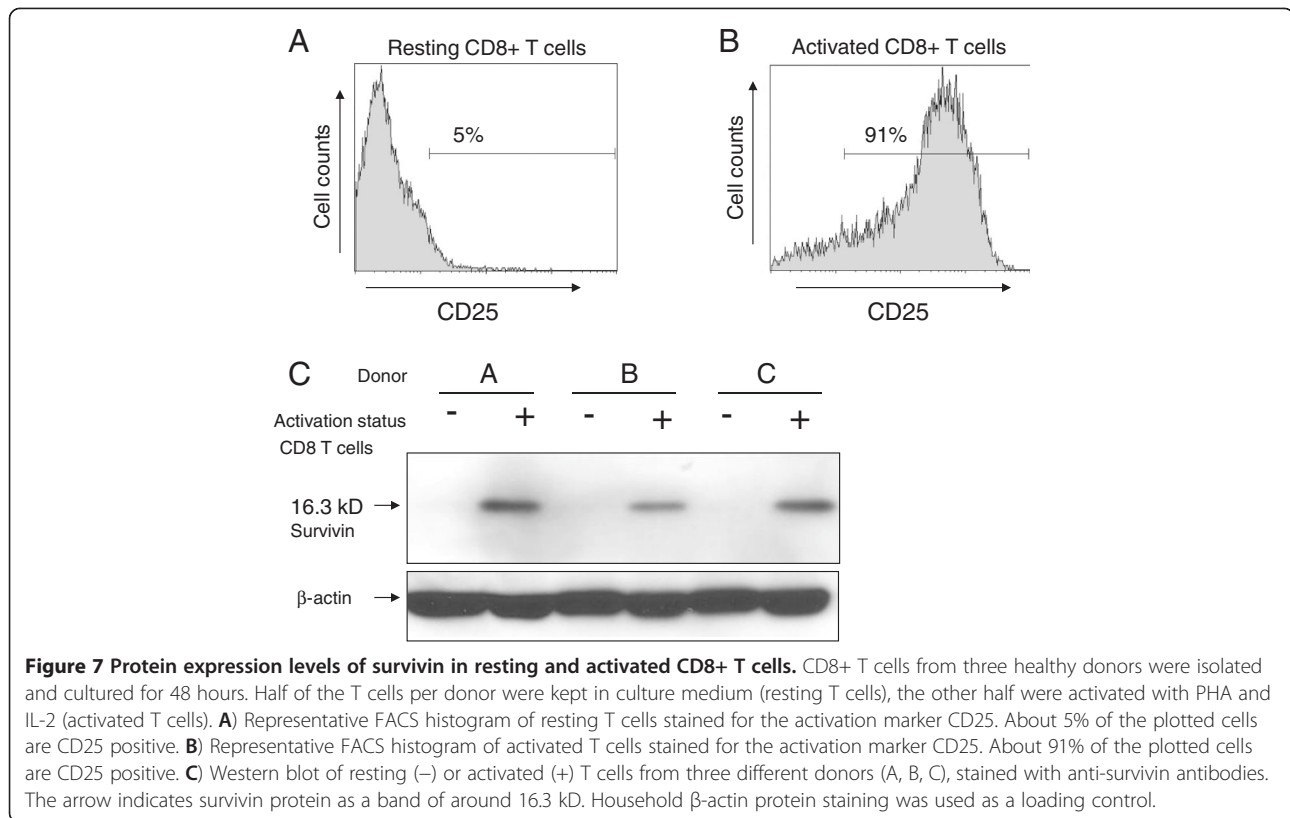 A
Resting CD8+ T cells
5%
Cell counts
CD25
B
Activated CD8+ T cells
91%
Cell counts
CD25
C
Donor A B C
Activation status - + - + - +
CD8 T cells
16.3 kD
Survivin
β-actin
Figure 7 Protein expression levels of survivin in resting and activated CD8+ T cells. CD8+ T cells from three healthy donors were isolated
and cultured for 48 hours. Half of the T cells per donor were kept in culture medium (resting T cells), the other half were activated with PHA and
IL-2 (activated T cells). A) Representative FACS histogram of resting T cells stained for the activation marker CD25. About 5% of the plotted cells
are CD25 positive. B) Representative FACS histogram of activated T cells stained for the activation marker CD25. About 91% of the plotted cells
are CD25 positive. C) Western blot of resting (−) or activated (+) T cells from three different donors (A, B, C), stained with anti-survivin antibodies.
The arrow indicates survivin protein as a band of around 16.3 kD. Household β-actin protein staining was used as a loading control.